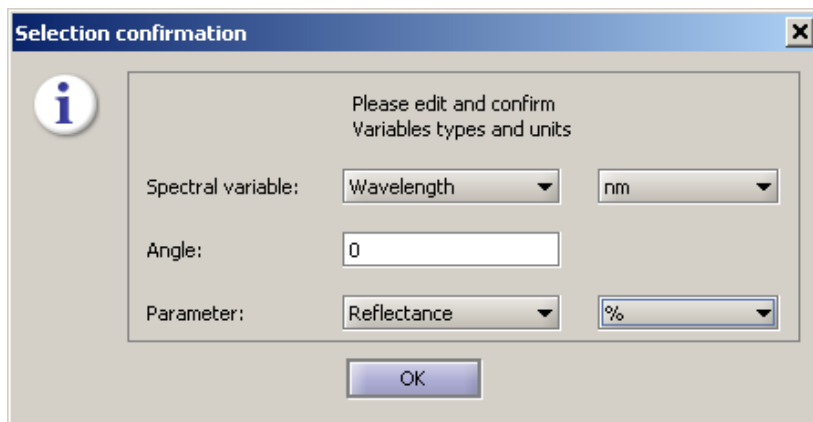 Selection confirmation
Please edit and confirm
Variables types and units
Spectral variable: Wavelength nm
Angle: 0
Parameter: Reflectance %
OK